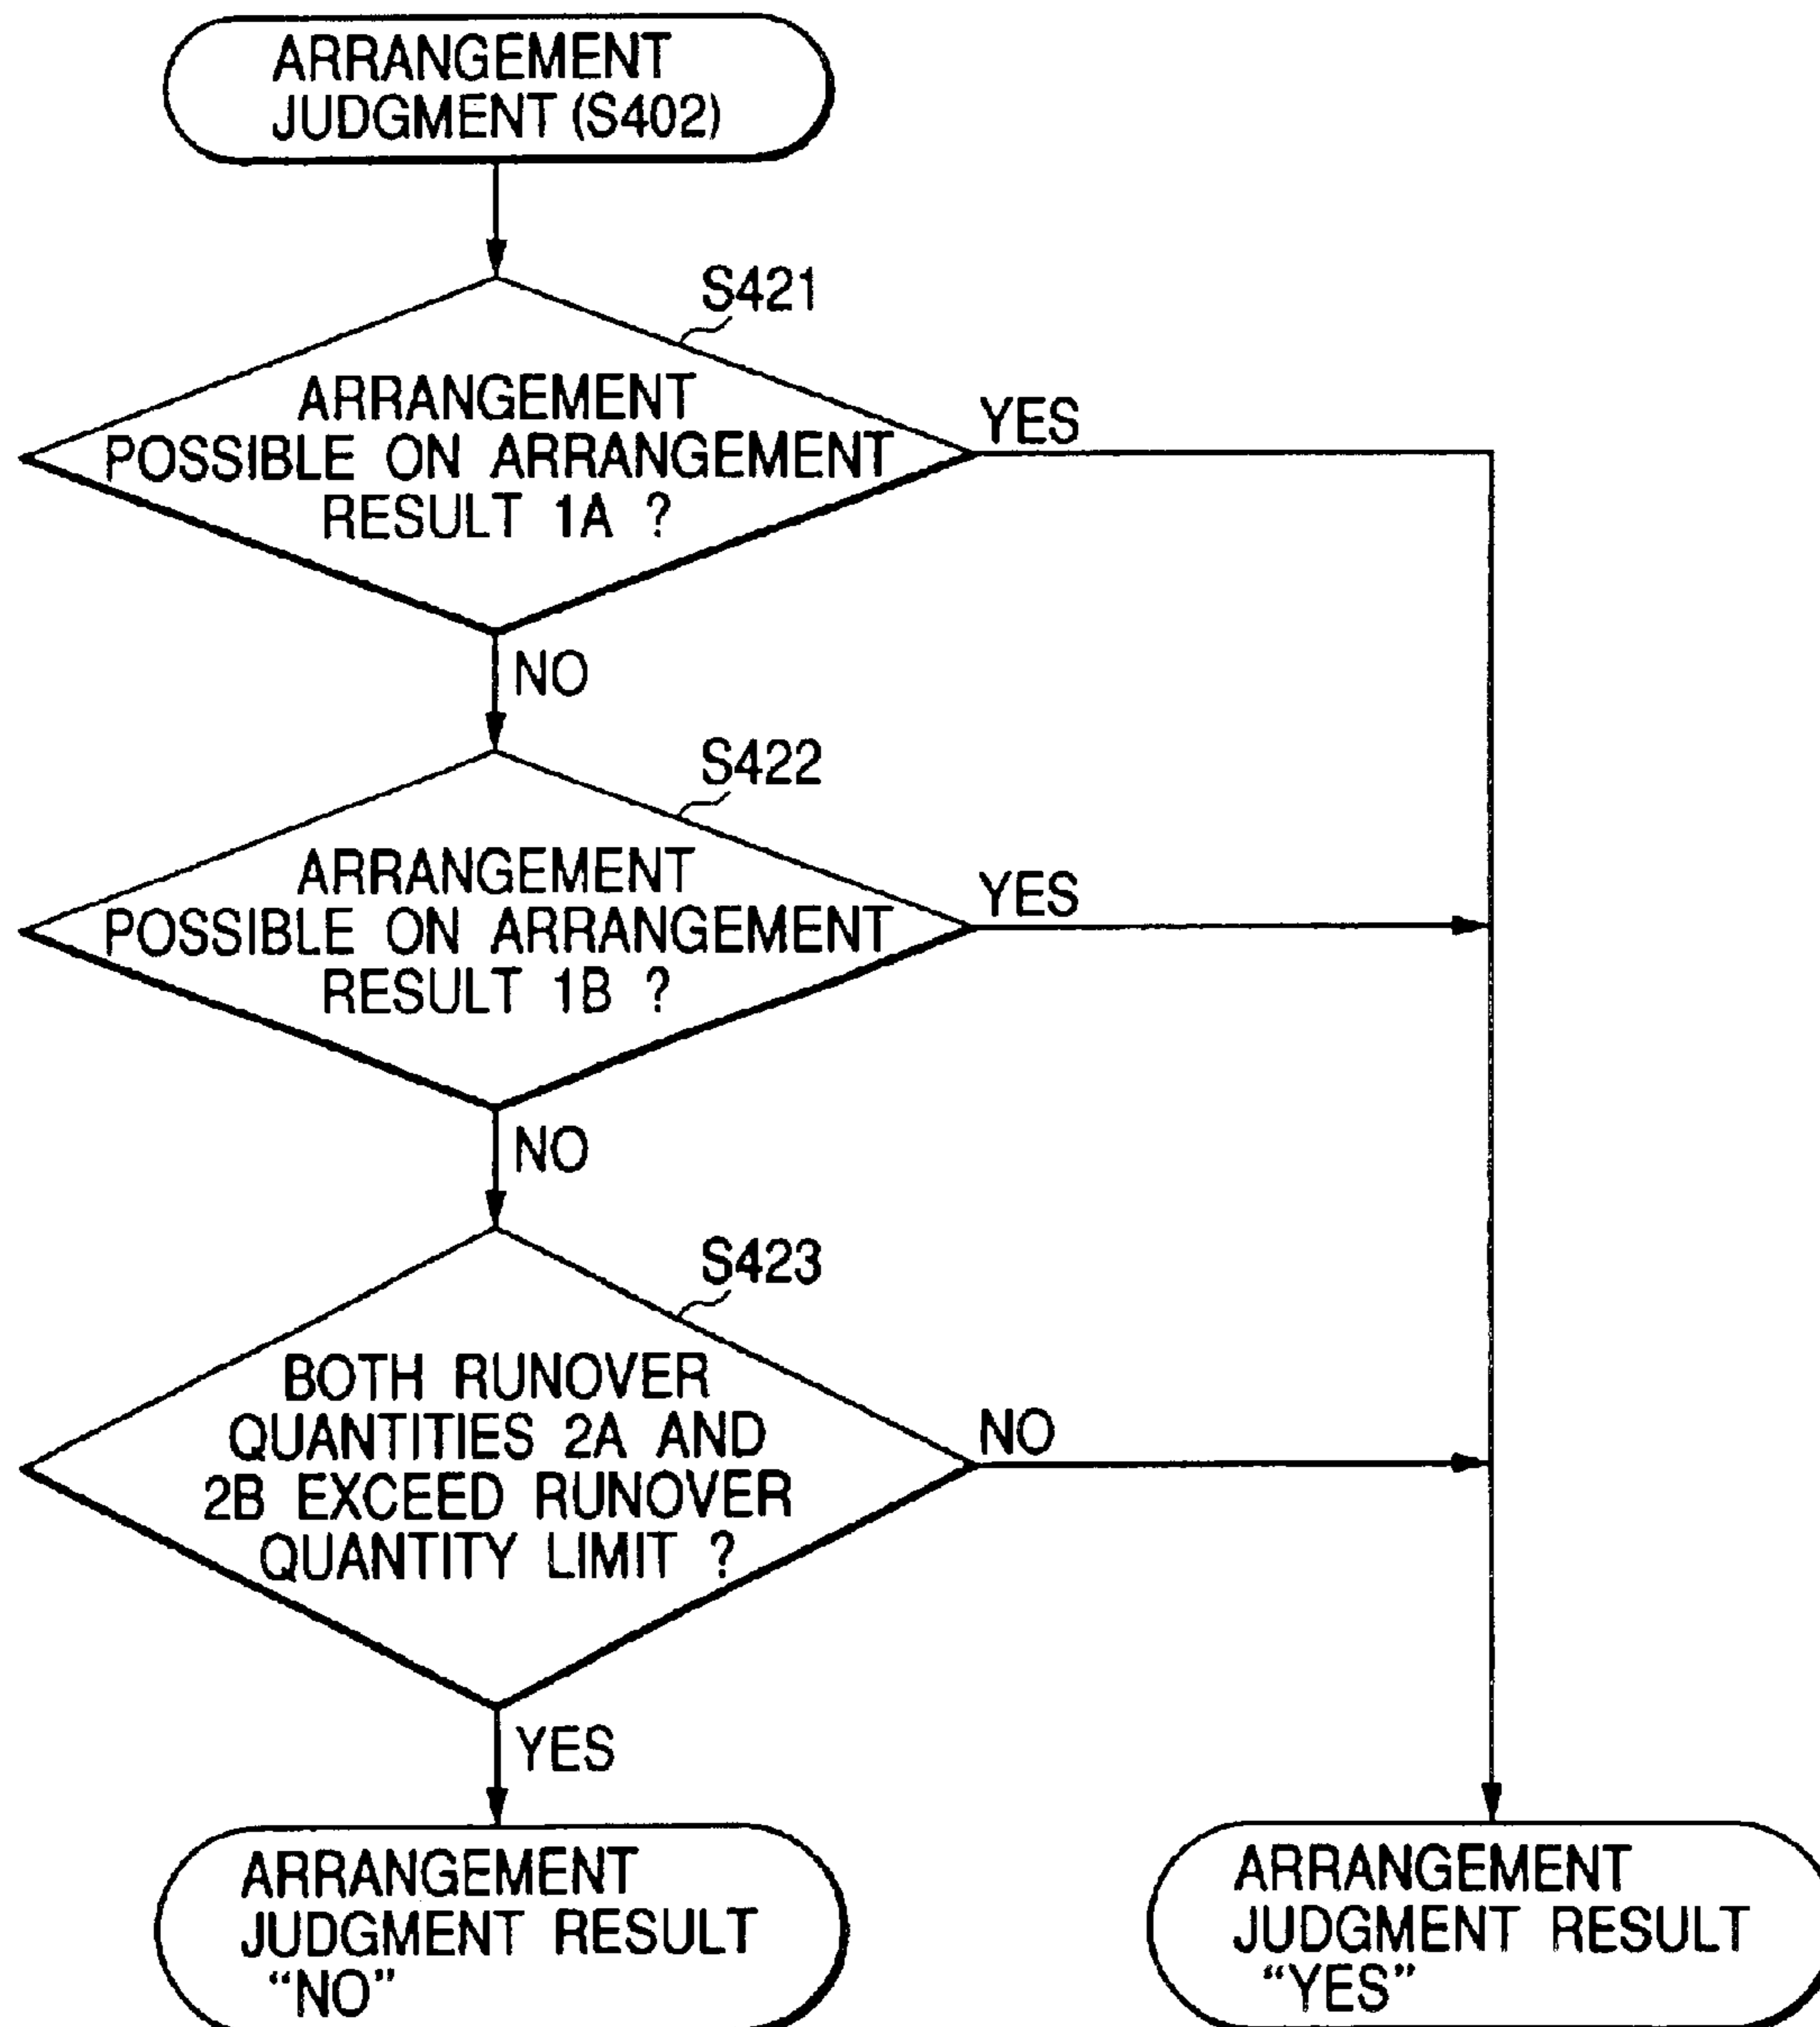 ARRANGEMENT
JUDGMENT (S402)
S421
ARRANGEMENT
POSSIBLE ON ARRANGEMENT
RESULT 1A ?
YES
NO
S422
ARRANGEMENT
POSSIBLE ON ARRANGEMENT
RESULT 1B ?
YES
NO
S423
BOTH RUNOVER
QUANTITIES 2A AND
2B EXCEED RUNOVER
QUANTITY LIMIT ?
NO
YES
ARRANGEMENT
JUDGMENT RESULT
“NO”
ARRANGEMENT
JUDGMENT RESULT
“YES”